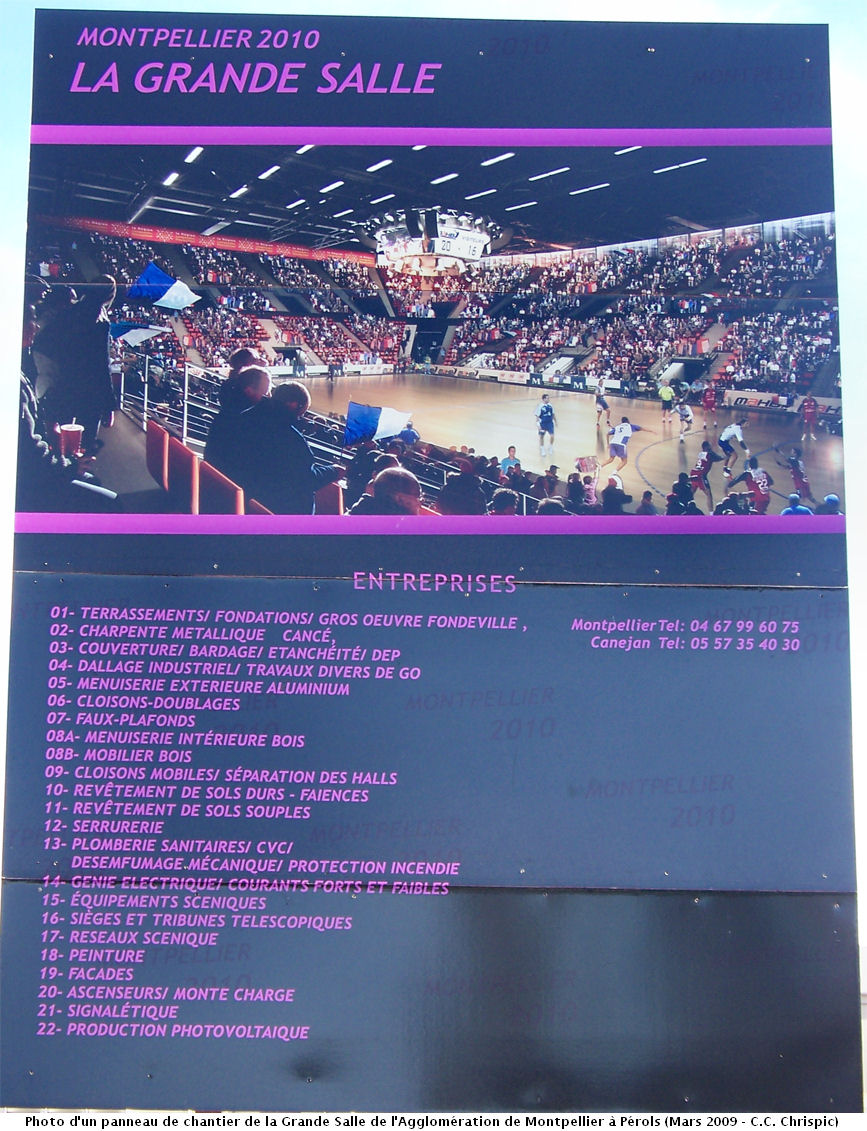 MONTPELLIER 2010
LA GRANDE SALLE
20 - 16
ENTREPRISES
01- TERRASSEMENTS/ FONDATIONS/ GROS OEUVRE FONDEVILLE , Montpellier Tel: 04 67 99 60 75
02- CHARPENTE METALLIQUE CANCÉ, Canejan Tel: 05 57 35 40 30
03- COUVERTURE/ BARDAGE/ ETANCHÉITÉ/ DEP
04- DALLAGE INDUSTRIEL/ TRAVAUX DIVERS DE GO
05- MENUISERIE EXTERIEURE ALUMINIUM
06- CLOISONS-DOUBLAGES
07- FAUX-PLAFONDS
08A- MENUISERIE INTÉRIEURE BOIS
08B- MOBILIER BOIS
09- CLOISONS MOBILES/ SÉPARATION DES HALLS
10- REVÊTEMENT DE SOLS DURS - FAIENCES
11- REVÊTEMENT DE SOLS SOUPLES
12- SERRURERIE
13- PLOMBERIE SANITAIRES/ CVC/
DESEMFUMAGE MÉCANIQUE/ PROTECTION INCENDIE
14- GENIE ELECTRIQUE/ COURANTS FORTS ET FAIBLES
15- ÉQUIPEMENTS SCENIQUES
16- SIÈGES ET TRIBUNES TELESCOPIQUES
17- RESEAUX SCENIQUE
18- PEINTURE
19- FACADES
20- ASCENSEURS/ MONTE CHARGE
21- SIGNALÉTIQUE
22- PRODUCTION PHOTOVOLTAIQUE
MONTPELLIER
2010
MONTPELLIER
2010
Photo d'un panneau de chantier de la Grande Salle de l'Agglomération de Montpellier à Pérols (Mars 2009 - C.C. Chrispic)